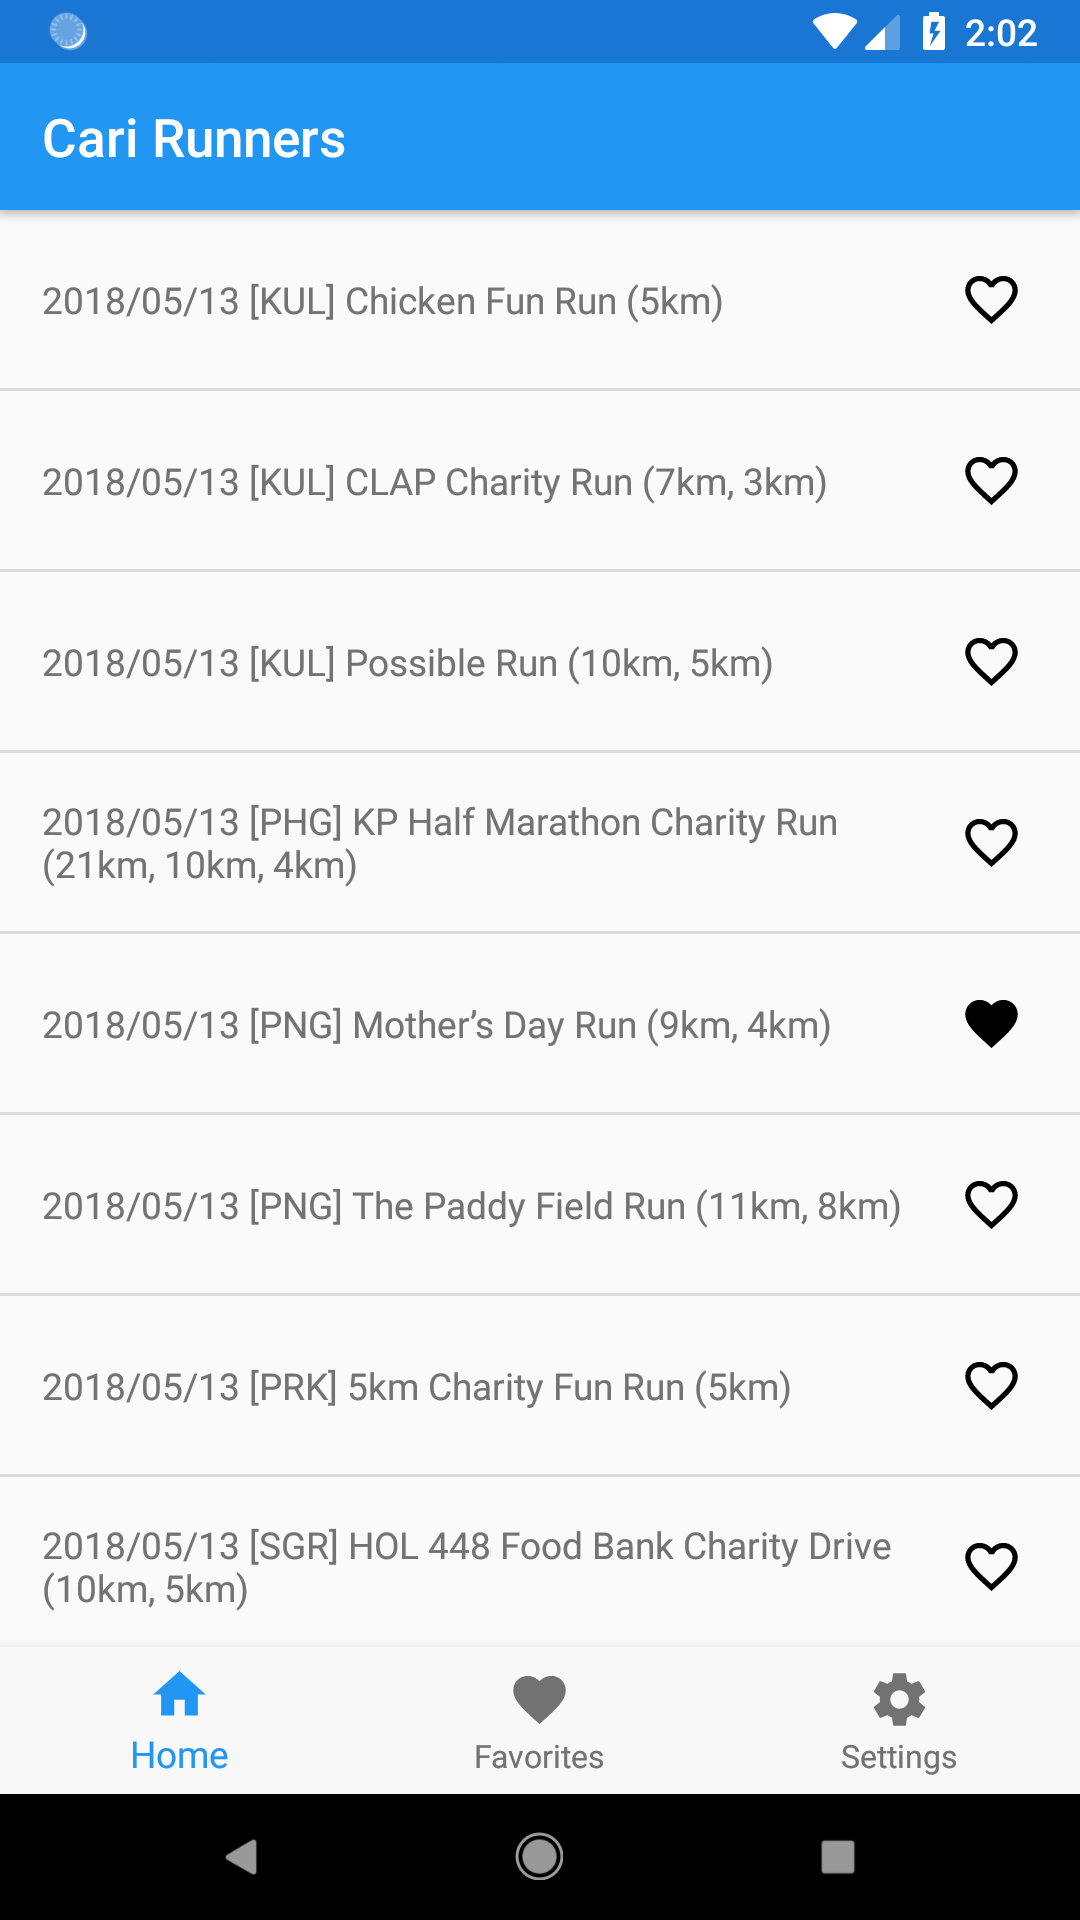 2:02
Cari Runners
2018/05/13 [KUL] Chicken Fun Run (5km)
2018/05/13 [KUL] CLAP Charity Run (7km, 3km)
2018/05/13 [KUL] Possible Run (10km, 5km)
2018/05/13 [PHG] KP Half Marathon Charity Run
(21km, 10km, 4km)
2018/05/13 [PNG] Mother’s Day Run (9km, 4km)
2018/05/13 [PNG] The Paddy Field Run (11km, 8km)
2018/05/13 [PRK] 5km Charity Fun Run (5km)
2018/05/13 [SGR] HOL 448 Food Bank Charity Drive
(10km, 5km)
Home
Favorites
Settings